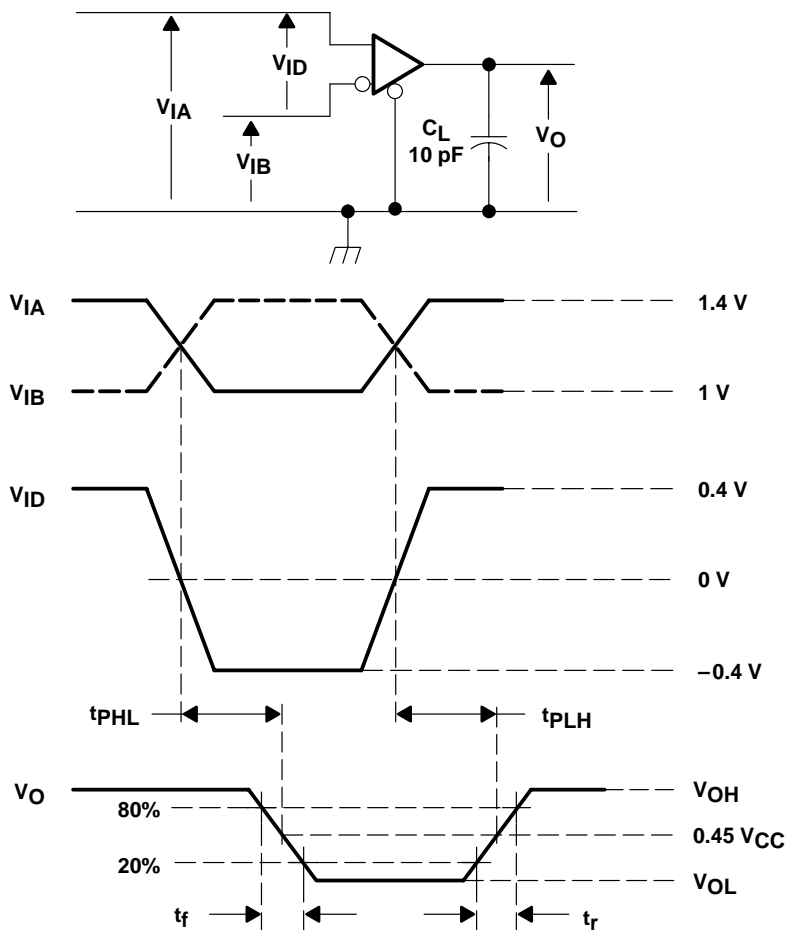 VID
VIA
VIB
CL
10 pF
VO
VIA
1.4 V
VIB
1 V
VID
0.4 V
0 V
–0.4 V
tPHL
tPLH
VO
VOH
80%
0.45 VCC
20%
VOL
tf
tr